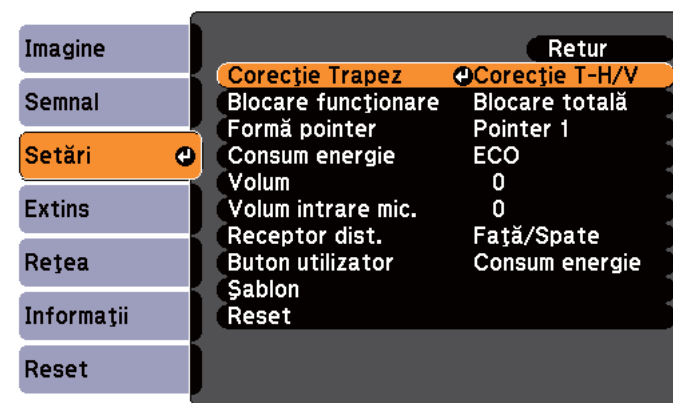 Imagine
Semnal
Setări
Extins
Reţea
Informaţii
Reset
Retur
Corecţie Trapez Corecţie T-H/V
Blocare funcţionare Blocare totală
Formă pointer Pointer 1
Consum energie ECO
Volum 0
Volum intrare mic. 0
Receptor dist. Faţă/Spate
Buton utilizator Consum energie
Şablon
Reset